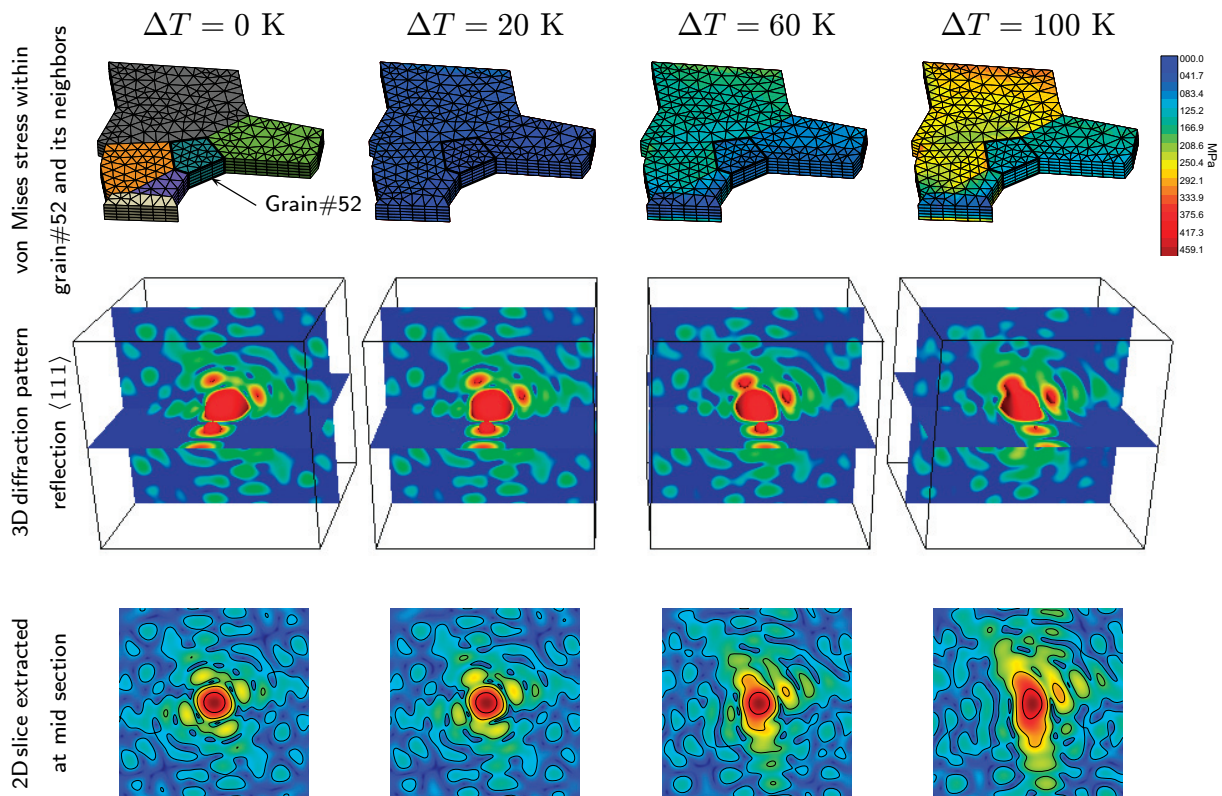 ΔT = 0 K
ΔT = 20 K
ΔT = 60 K
ΔT = 100 K
von Mises stress within
grain#52 and its neighbors
Grain#52
000.0
041.7
083.4
125.2
166.9
208.6
250.4
292.1
333.9
375.6
417.3
459.1
MPa
3D diffraction pattern
reflection ⟨111⟩
2D slice extracted
at mid section